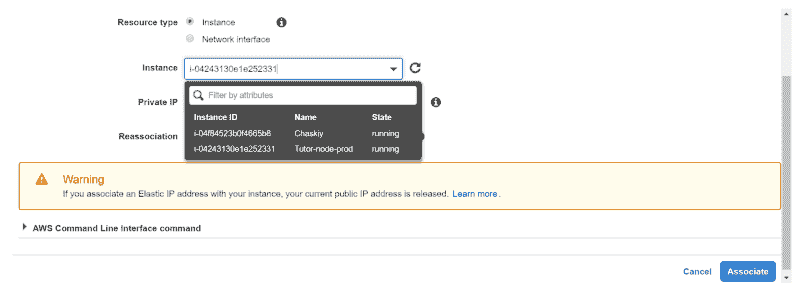 Resource type
Instance
Network interface
Instance
i-04243130e1e252331
Filter by attributes
Instance ID Name State
i-04f84523b0f4665b8 Chaskiy running
i-04243130e1e252331 Tutor-node-prod running
Private IP
Reassociation
Warning
If you associate an Elastic IP address with your instance, your current public IP address is released. Learn more.
AWS Command Line Interface command
Cancel Associate